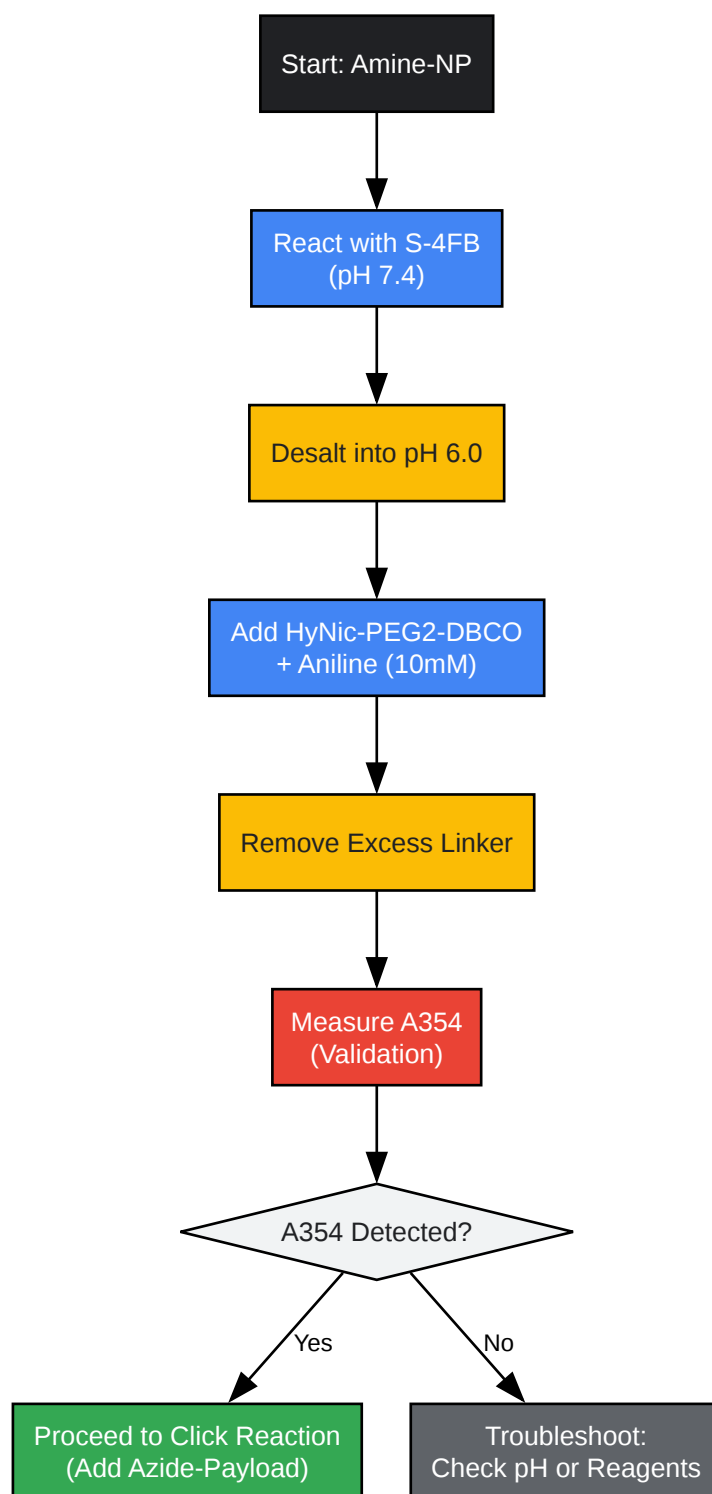 Start: Amine-NP
React with S-4FB
(pH 7.4)
Desalt into pH 6.0
Add HyNic-PEG2-DBCO
+ Aniline (10mM)
Remove Excess Linker
Measure A354
(Validation)
A354 Detected?
Yes
No
Proceed to Click Reaction
(Add Azide-Payload)
Troubleshoot:
Check pH or Reagents